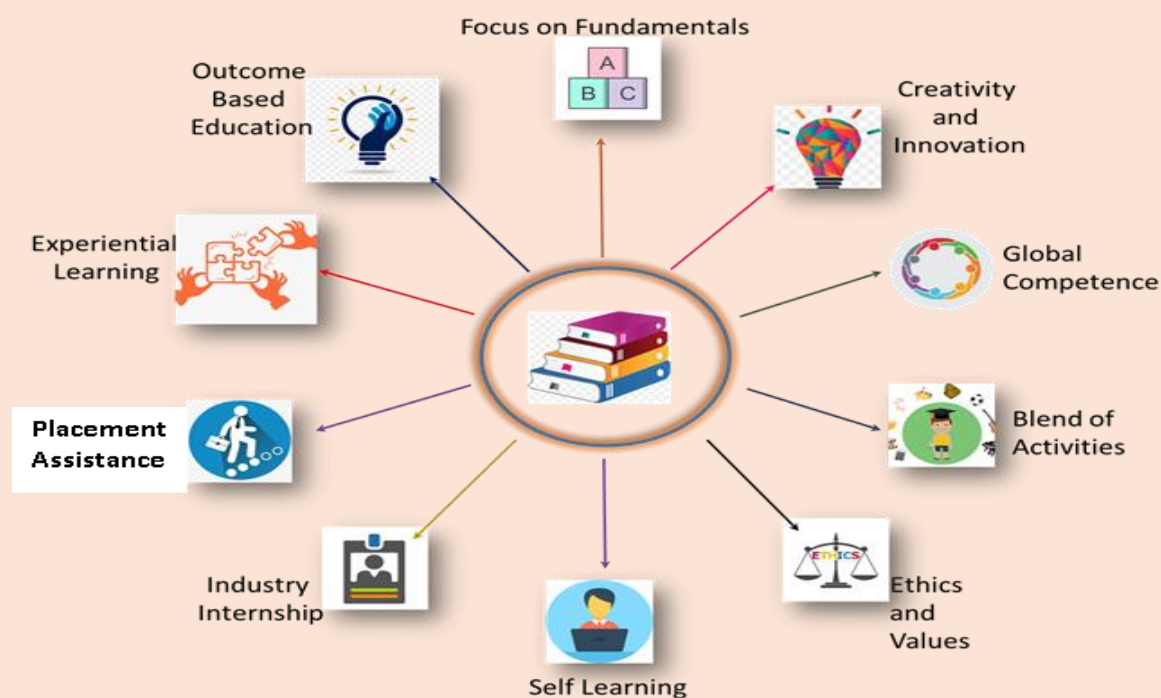 Focus on Fundamentals
A
B C
Outcome
Based
Education
Creativity
and
Innovation
Experiential
Learning
Global
Competence
Placement
Assistance
Blend of
Activities
Industry
Internship
ETHICS
Ethics
and
Values
Self Learning